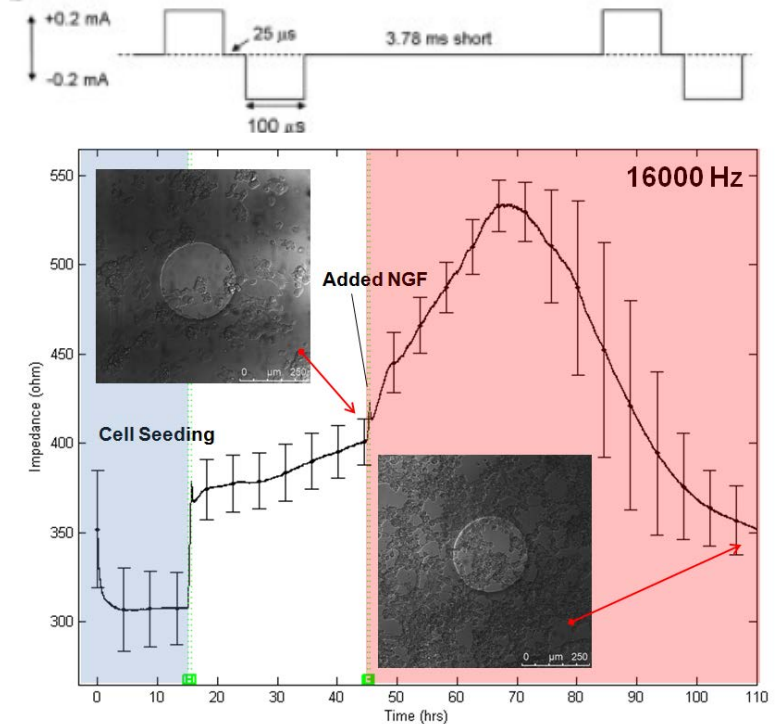 +0.2 mA
25 µs
3.78 ms short
-0.2 mA
100 µs
16000 Hz
550
500
450
400
350
300
Impedance (ohm)
0 µm 250
Added NGF
Cell Seeding
0 µm 250
0 10 20 30 40 50 60 70 80 90 100 110
Time (hrs)